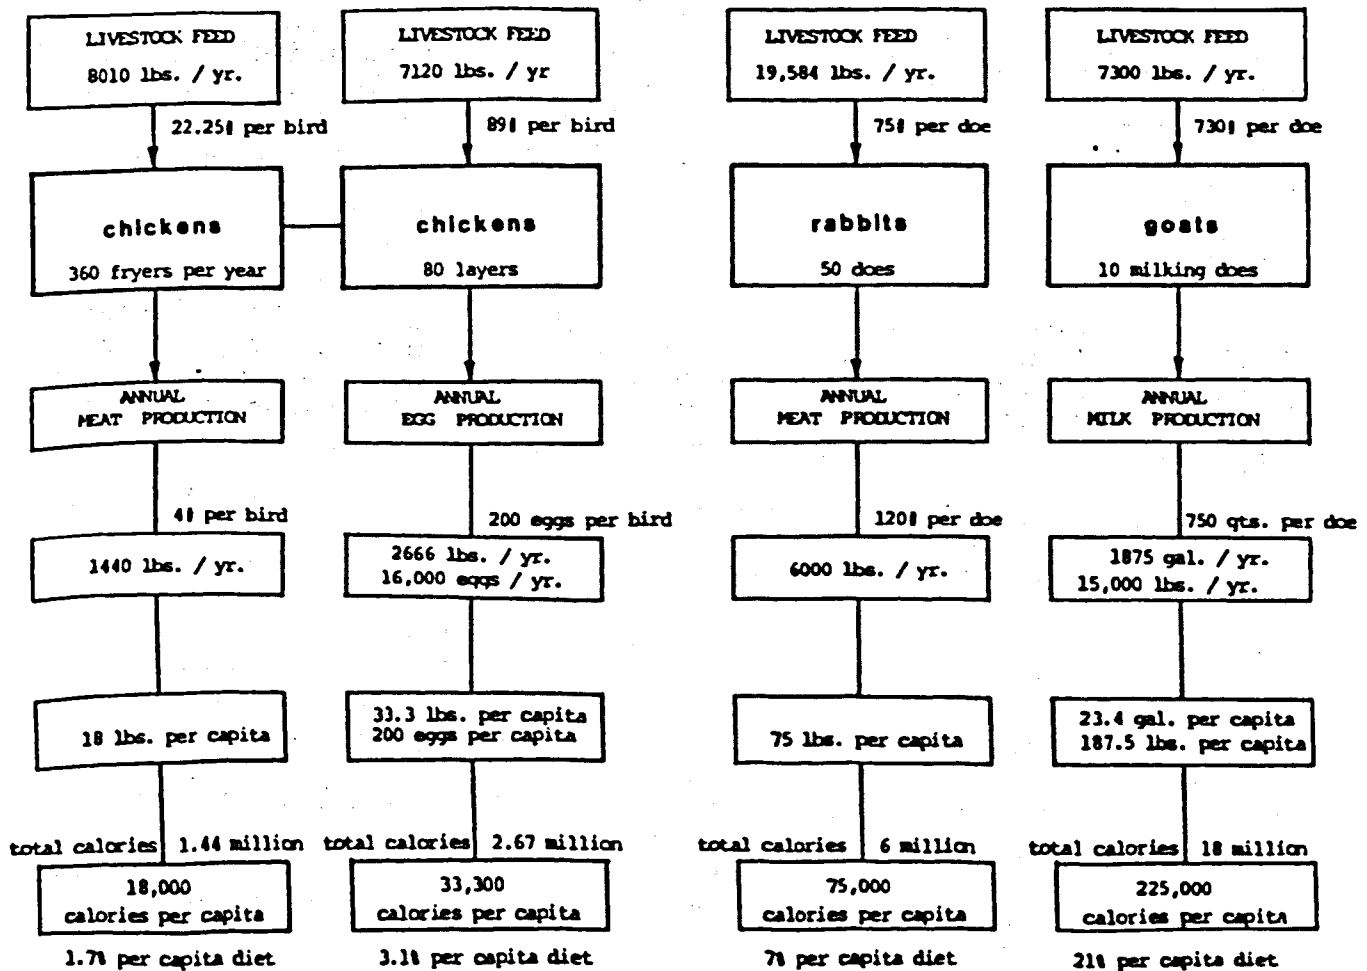 LIVESTOCK FEED
8010 lbs. / yr.
22.25# per bird
chickens
360 fryers per year
ANNUAL
MEAT PRODUCTION
4# per bird
1440 lbs. / yr.
18 lbs. per capita
total calories 1.44 million
18,000
calories per capita
1.7% per capita diet
LIVESTOCK FEED
7120 lbs. / yr
89# per bird
chickens
80 layers
ANNUAL
EGG PRODUCTION
200 eggs per bird
2666 lbs. / yr.
16,000 eggs / yr.
33.3 lbs. per capita
200 eggs per capita
total calories 2.67 million
33,300
calories per capita
3.1% per capita diet
LIVESTOCK FEED
19,584 lbs. / yr.
75# per doe
rabbits
50 does
ANNUAL
MEAT PRODUCTION
120# per doe
6000 lbs. / yr.
75 lbs. per capita
total calories 6 million
75,000
calories per capita
7% per capita diet
LIVESTOCK FEED
7300 lbs. / yr.
730# per doe
goats
10 milking does
ANNUAL
MILK PRODUCTION
750 qts. per doe
1875 gal. / yr.
15,000 lbs. / yr.
23.4 gal. per capita
187.5 lbs. per capita
total calories 18 million
225,000
calories per capita
21% per capita diet